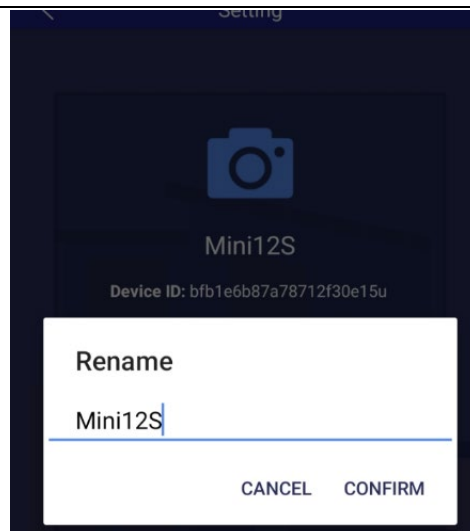 Setting
Mini12S
Device ID: bfb1e6b87a78712f30e15u
Rename
Mini12S
CANCEL CONFIRM